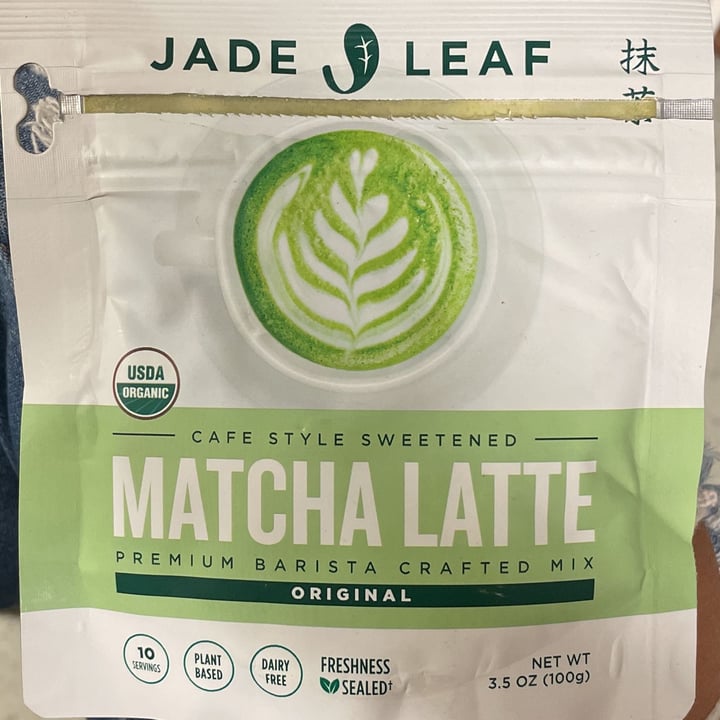 JADE LEAF
抹
茶
USDA
ORGANIC
CAFE STYLE SWEETENED
MATCHA LATTE
PREMIUM BARISTA CRAFTED MIX
ORIGINAL
10
SERVINGS
PLANT
BASED
DAIRY
FREE
FRESHNESS
SEALED†
NET WT
3.5 OZ (100g)